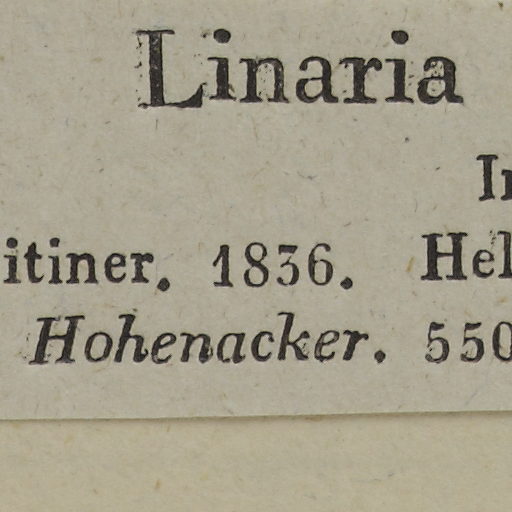 Linaria
itiner. 1836. Hel
Hohenacker. 550